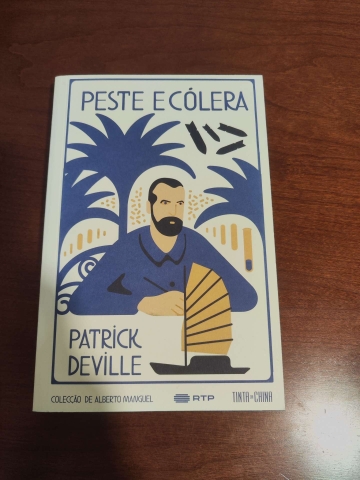 PESTE E CÓLERA
PATRICK
DEVILLE
COLECÇÃO DE ALBERTO MANGUEL
RTP
TINTA DA CHINA